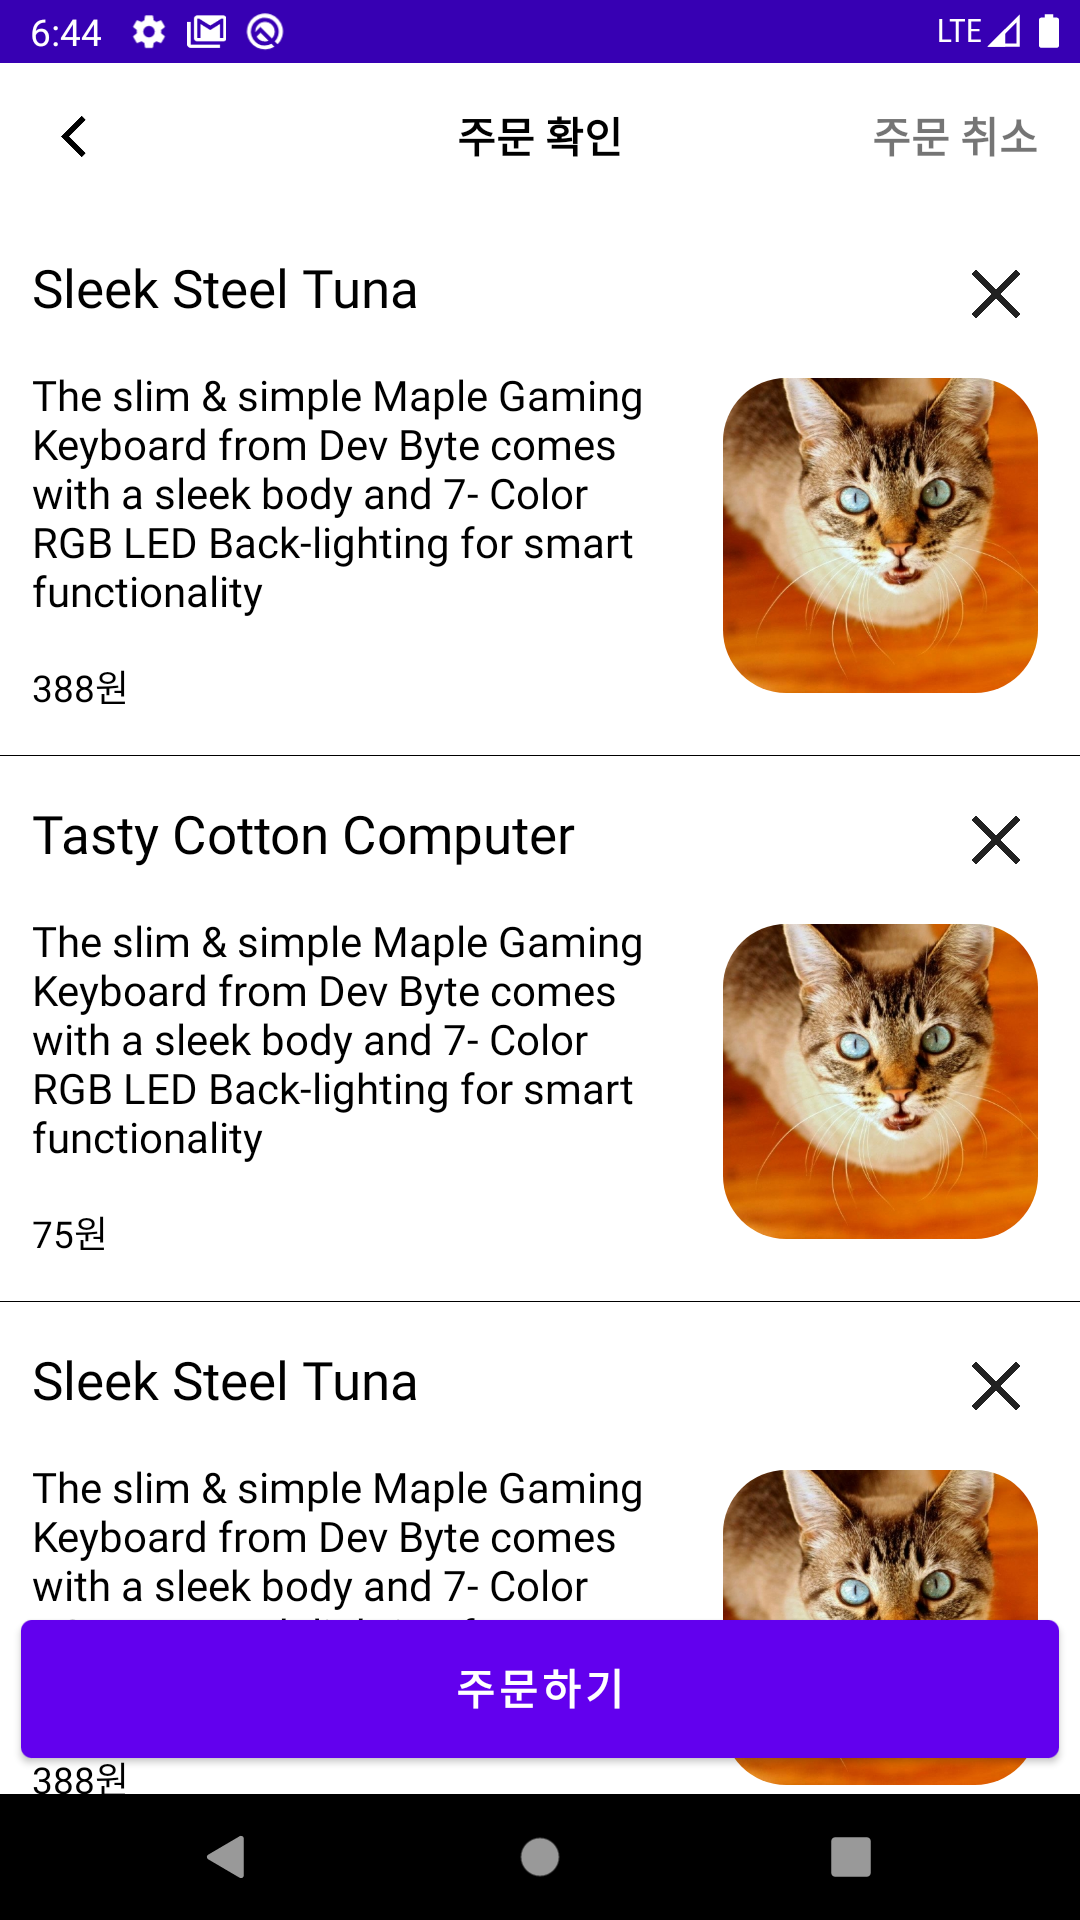 6:44 LTE
주문 확인 주문 취소
Sleek Steel Tuna
The slim & simple Maple Gaming
Keyboard from Dev Byte comes
with a sleek body and 7- Color
RGB LED Back-lighting for smart
functionality
388원
Tasty Cotton Computer
The slim & simple Maple Gaming
Keyboard from Dev Byte comes
with a sleek body and 7- Color
RGB LED Back-lighting for smart
functionality
75원
Sleek Steel Tuna
The slim & simple Maple Gaming
Keyboard from Dev Byte comes
with a sleek body and 7- Color
주문하기
388원